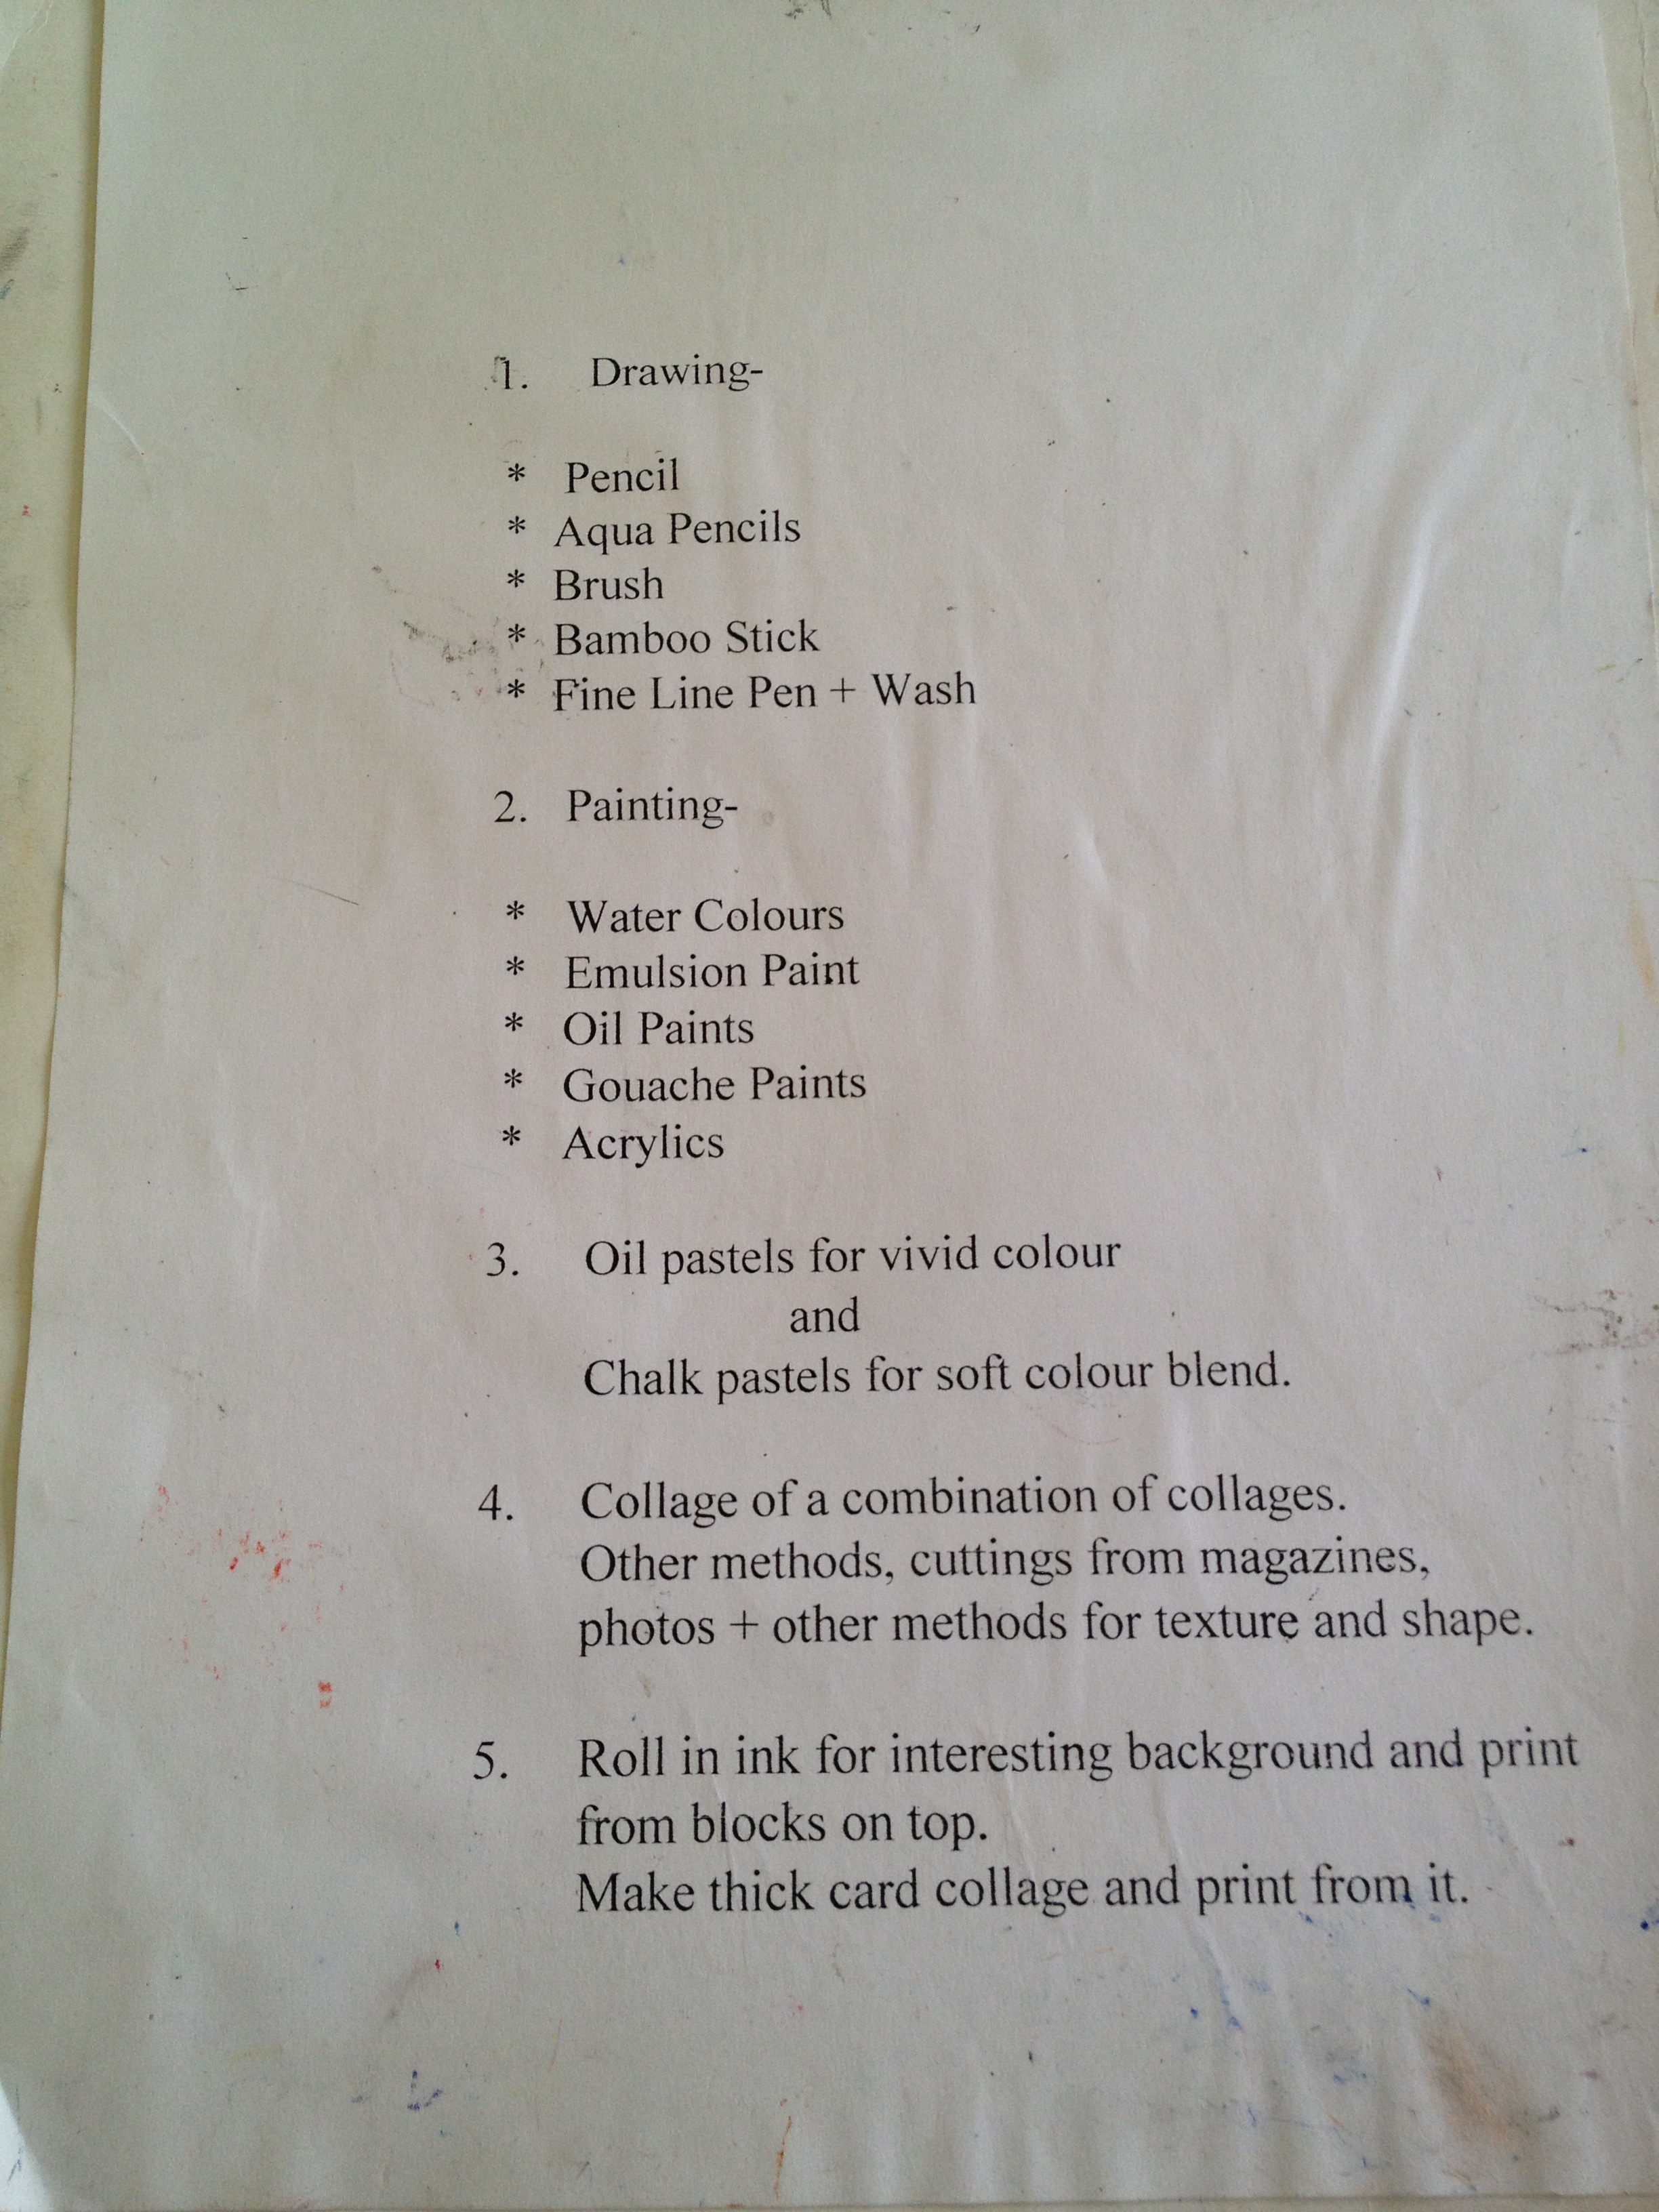 1. Drawing-
* Pencil
* Aqua Pencils
* Brush
* Bamboo Stick
* Fine Line Pen + Wash
2. Painting-
* Water Colours
* Emulsion Paint
* Oil Paints
* Gouache Paints
* Acrylics
3. Oil pastels for vivid colour
and
Chalk pastels for soft colour blend.
4. Collage of a combination of collages.
Other methods, cuttings from magazines,
photos + other methods for texture and shape.
5. Roll in ink for interesting background and print
from blocks on top.
Make thick card collage and print from it.